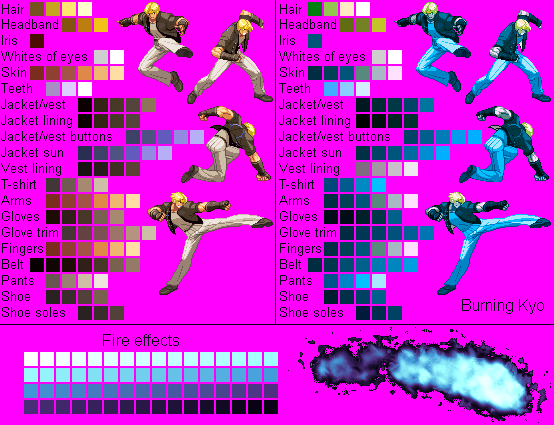 Hair
Headband
Iris
Whites of eyes
Skin
Teeth
Jacket/vest
Jacket lining
Jacket/vest buttons
Jacket sun
Vest lining
T-shirt
Arms
Gloves
Glove trim
Fingers
Belt
Pants
Shoe
Shoe soles
Hair
Headband
Iris
Whites of eyes
Skin
Teeth
Jacket/vest
Jacket lining
Jacket/vest buttons
Jacket sun
Vest lining
T-shirt
Arms
Gloves
Glove trim
Fingers
Belt
Pants
Shoe
Shoe soles
Burning Kyo
Fire effects